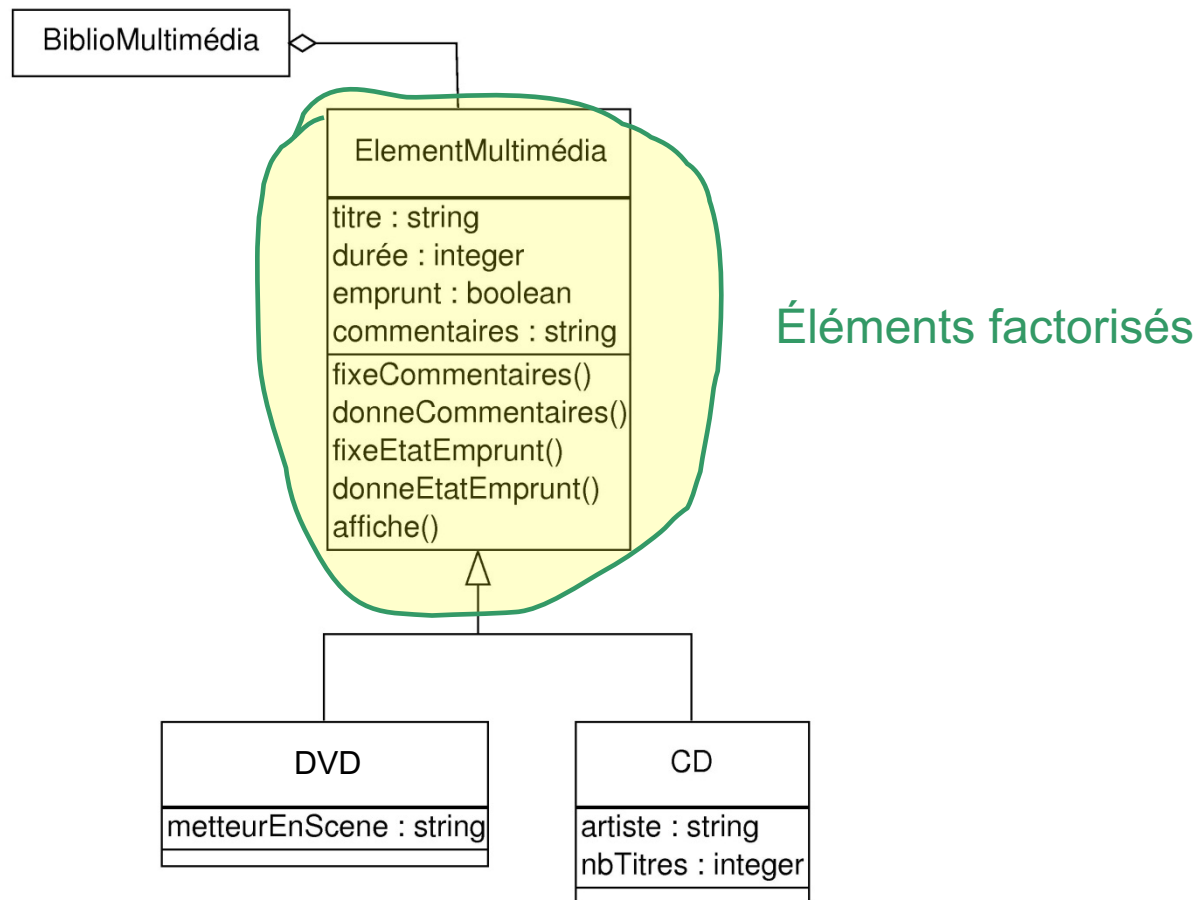 BiblioMultimédia
ElementMultimédia
titre : string
durée : integer
emprunt : boolean
commentaires : string
fixeCommentaires()
donneCommentaires()
fixeEtatEmprunt()
donneEtatEmprunt()
affiche()
Éléments factorisés
DVD
metteurEnScene : string
CD
artiste : string
nbTitres : integer